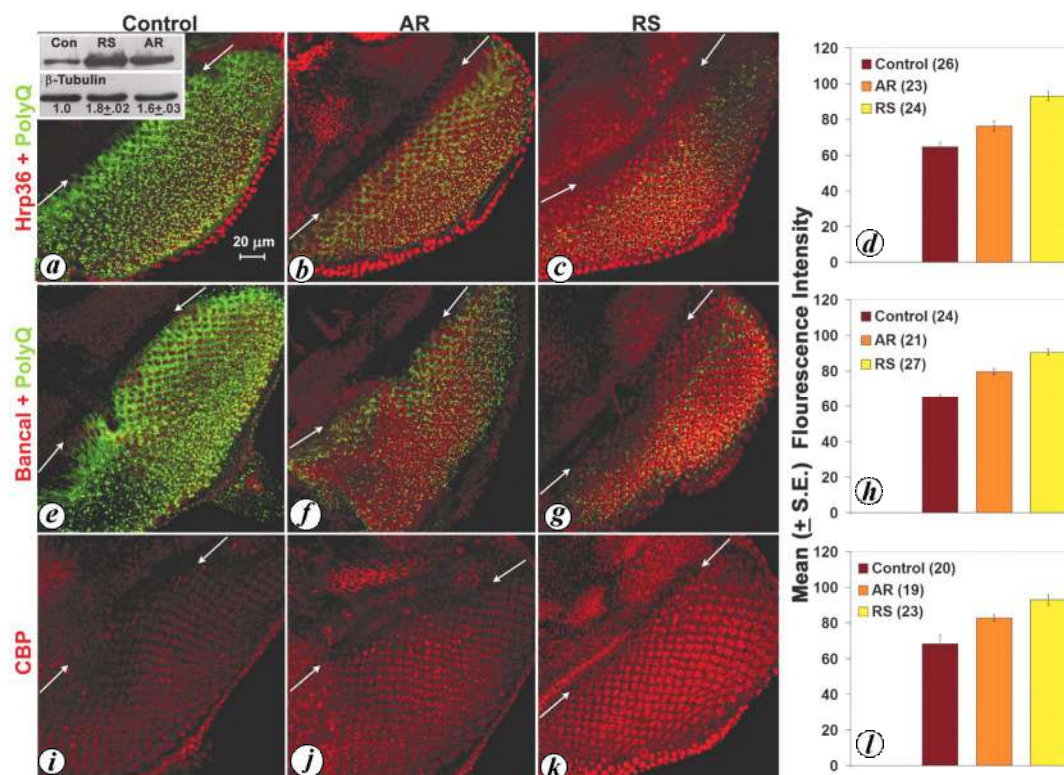 Control AR RS
Con RS AR
β-Tubulin
1.0 1.8±.02 1.6±.03
Hrp36 + PolyQ
20 µm
a b c
120
100
80
60
40
20
0
Control (26)
AR (23)
RS (24)
d
Bancal + PolyQ
e f g
120
100
80
60
40
20
0
Control (24)
AR (21)
RS (27)
h
CBP
i j k
120
100
80
60
40
20
0
Control (20)
AR (19)
RS (23)
l
Mean (± S.E.) Flourescence Intensity